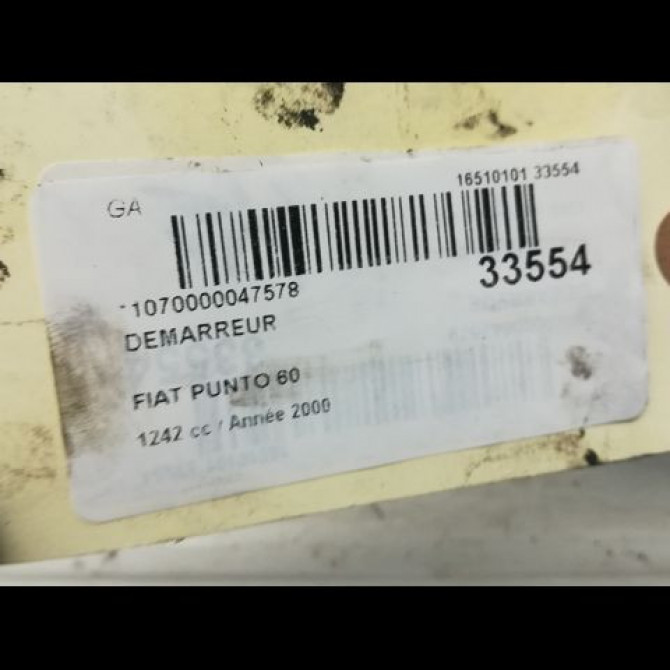 GA
16510101 33554
33554
-1070000047578
DEMARREUR
FIAT PUNTO 60
1242 cc / Année 2000